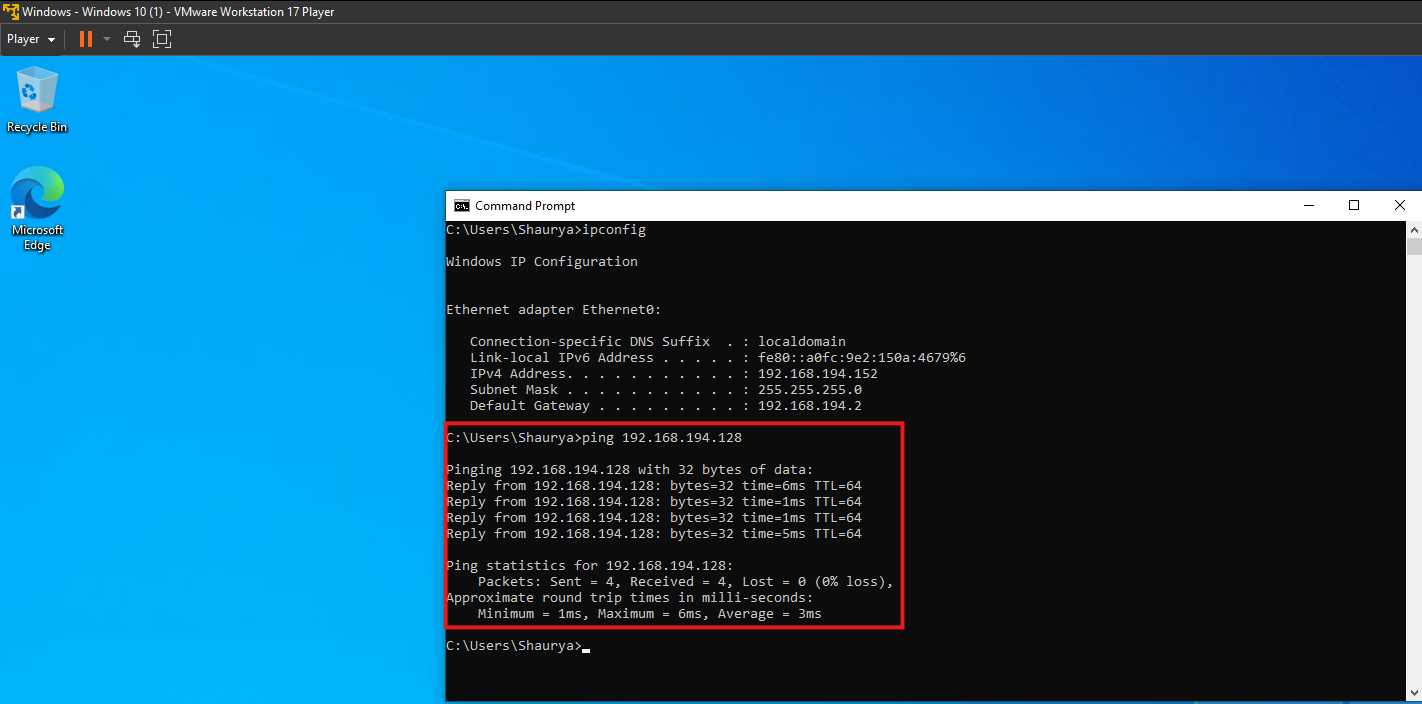 Windows - Windows 10 (1) - VMware Workstation 17 Player
Player
Recycle Bin
Microsoft
Edge
Command Prompt
C:\Users\Shaurya>ipconfig
Windows IP Configuration
Ethernet adapter Ethernet0:
Connection-specific DNS Suffix  . : localdomain
Link-local IPv6 Address . . . . . : fe80::a0fc:9e2:150a:4679%6
IPv4 Address. . . . . . . . . . . : 192.168.194.152
Subnet Mask . . . . . . . . . . . : 255.255.255.0
Default Gateway . . . . . . . . . : 192.168.194.2
C:\Users\Shaurya>ping 192.168.194.128
Pinging 192.168.194.128 with 32 bytes of data:
Reply from 192.168.194.128: bytes=32 time=6ms TTL=64
Reply from 192.168.194.128: bytes=32 time=1ms TTL=64
Reply from 192.168.194.128: bytes=32 time=1ms TTL=64
Reply from 192.168.194.128: bytes=32 time=5ms TTL=64
Ping statistics for 192.168.194.128:
Packets: Sent = 4, Received = 4, Lost = 0 (0% loss),
Approximate round trip times in milli-seconds:
Minimum = 1ms, Maximum = 6ms, Average = 3ms
C:\Users\Shaurya>